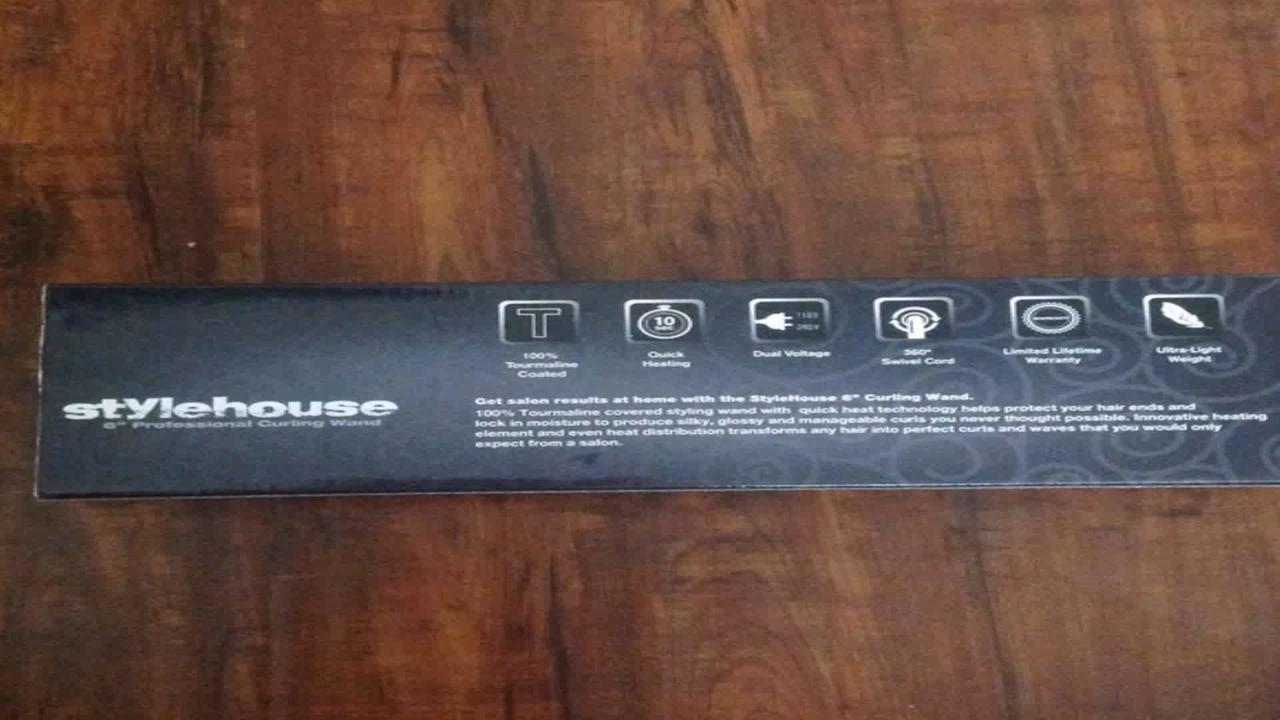 T
10
sec
110V
240V
100%
Tourmaline
Coated
Quick
Heating
Dual Voltage
360°
Swivel Cord
Limited Lifetime
Warranty
Ultra-Light
Weight
stylehouse
6" Professional Curling Wand
Get salon results at home with the StyleHouse 6" Curling Wand.
100% Tourmaline covered styling wand with quick heat technology helps protect your hair ends and
lock in moisture to produce silky, glossy and manageable curls you never thought possible. Innovative heating
element and even heat distribution transforms any hair into perfect curls and waves that you would only
expect from a salon.